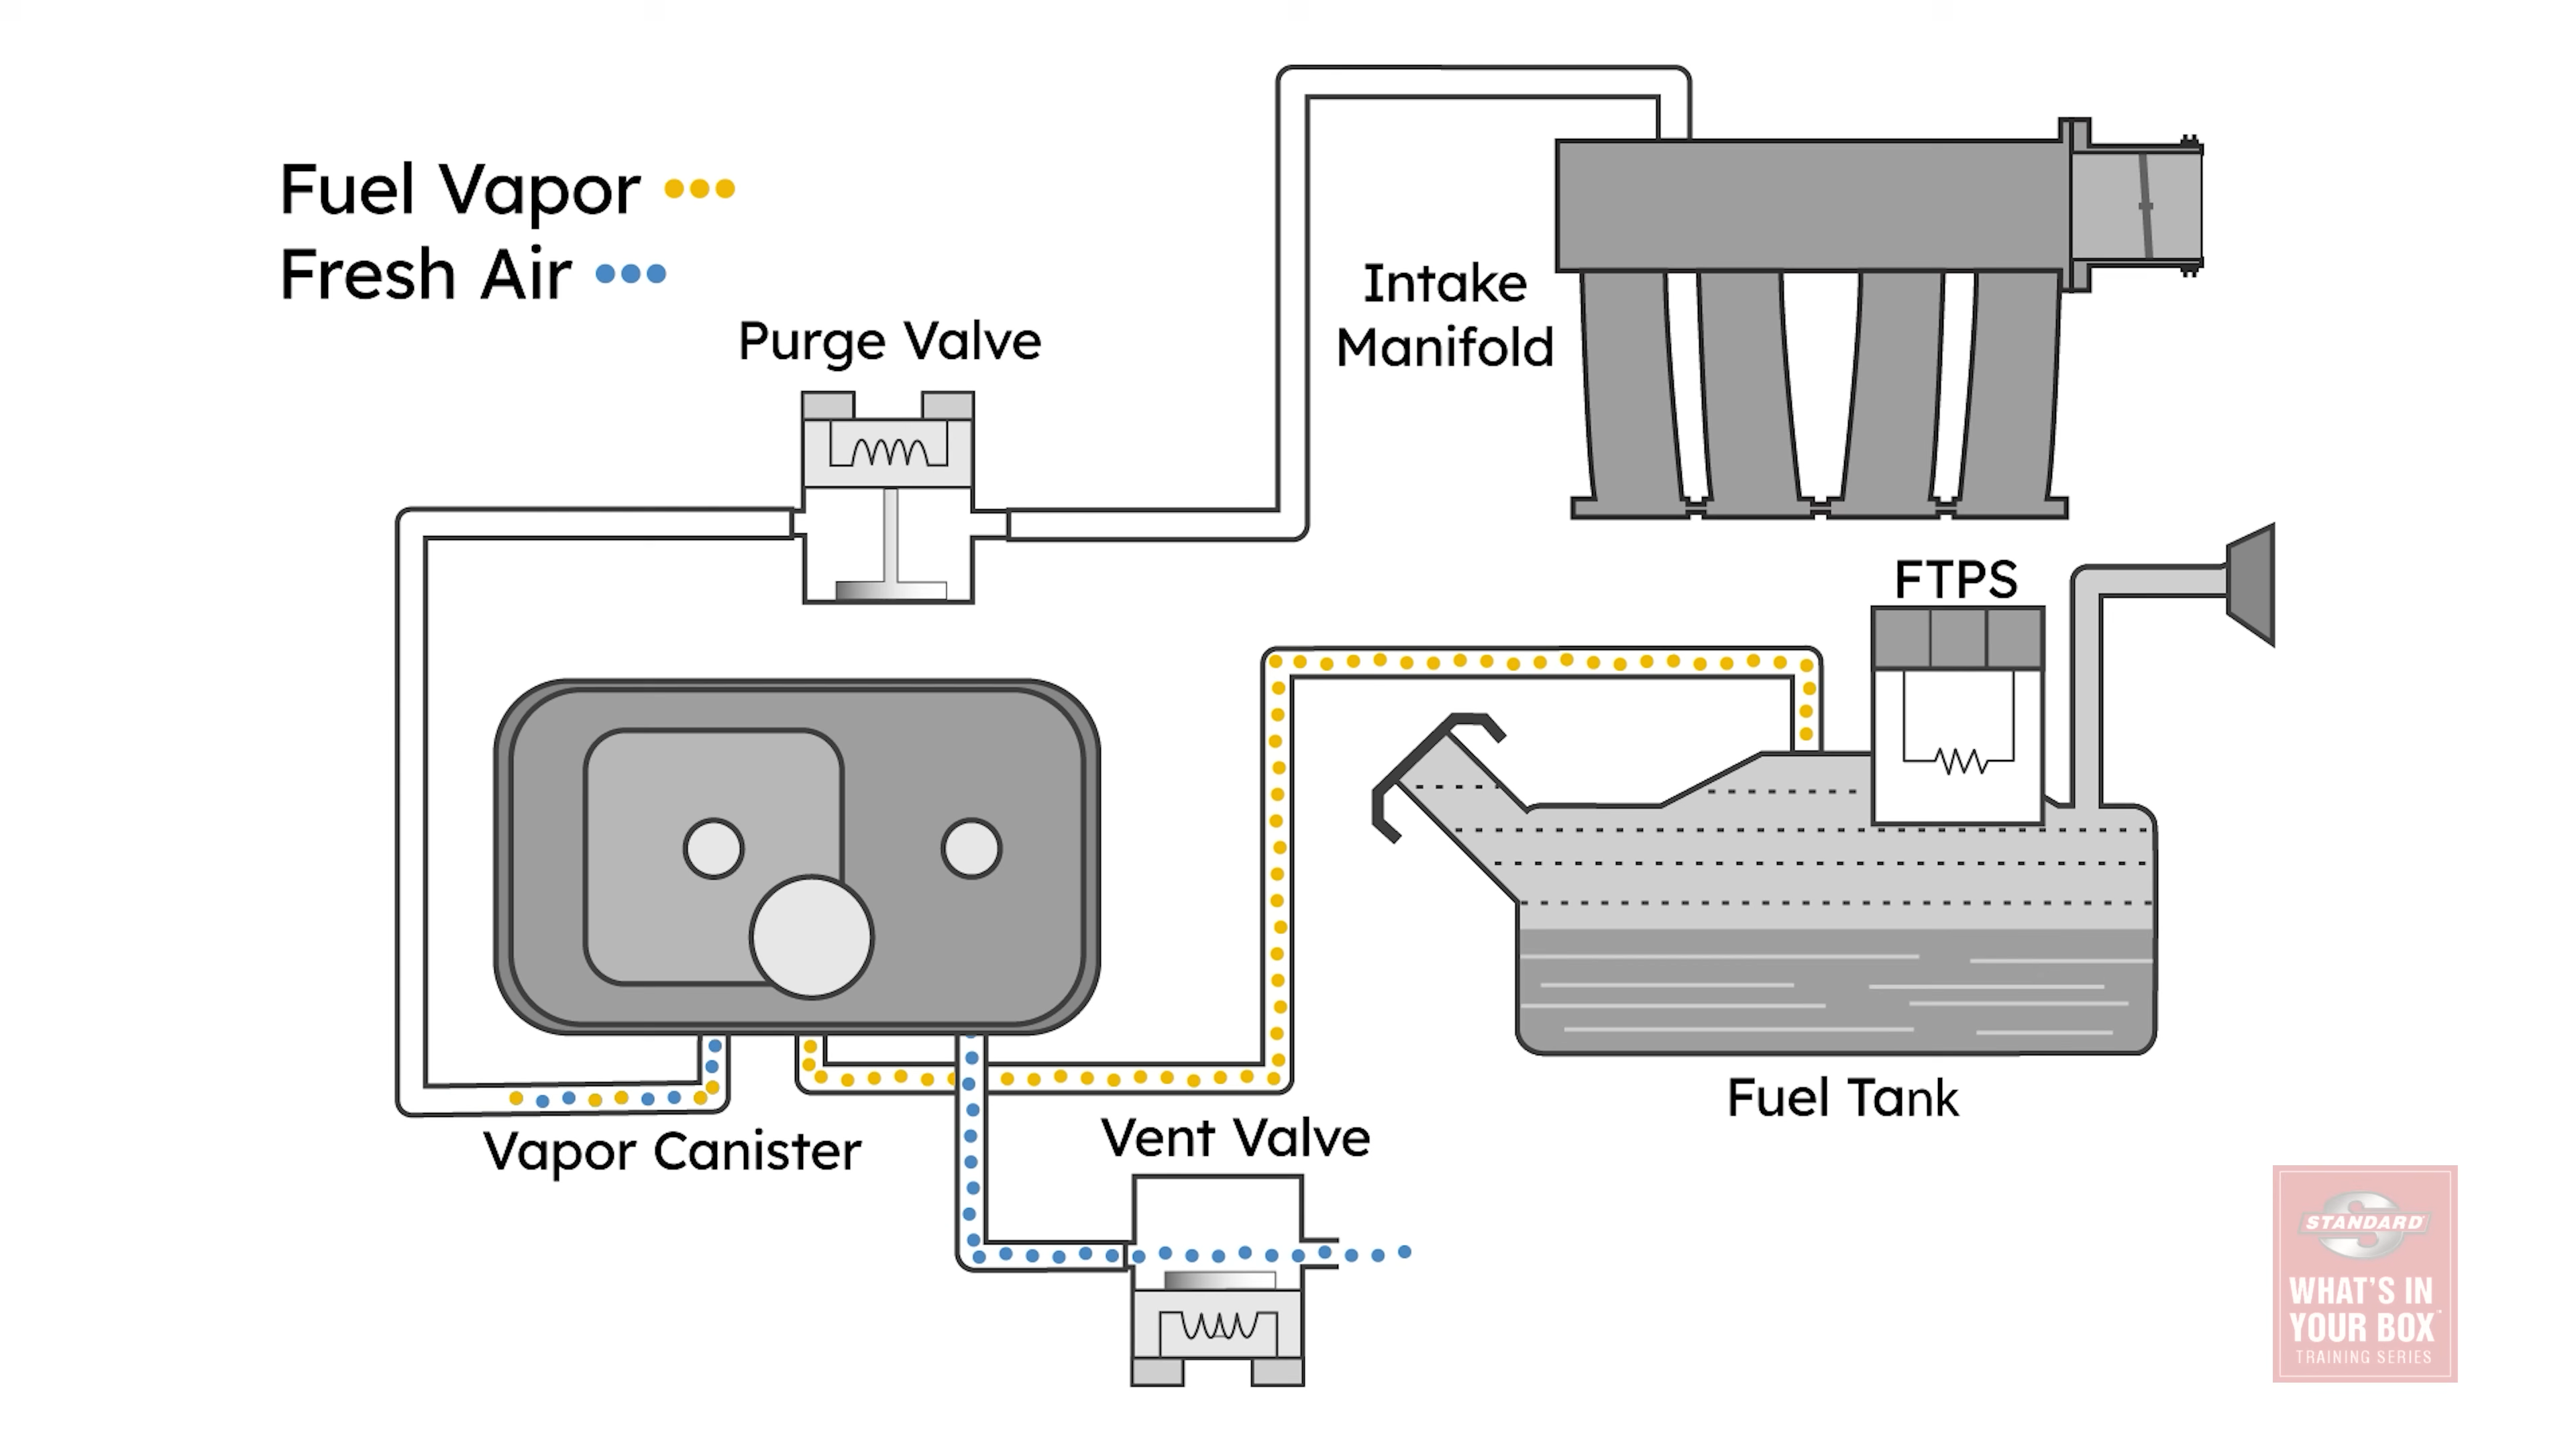 Fuel Vapor
Fresh Air
Purge Valve
Intake
Manifold
FTPS
Fuel Tank
Vapor Canister
Vent Valve
STANDARD
WHAT'S IN
YOUR BOX™
TRAINING SERIES